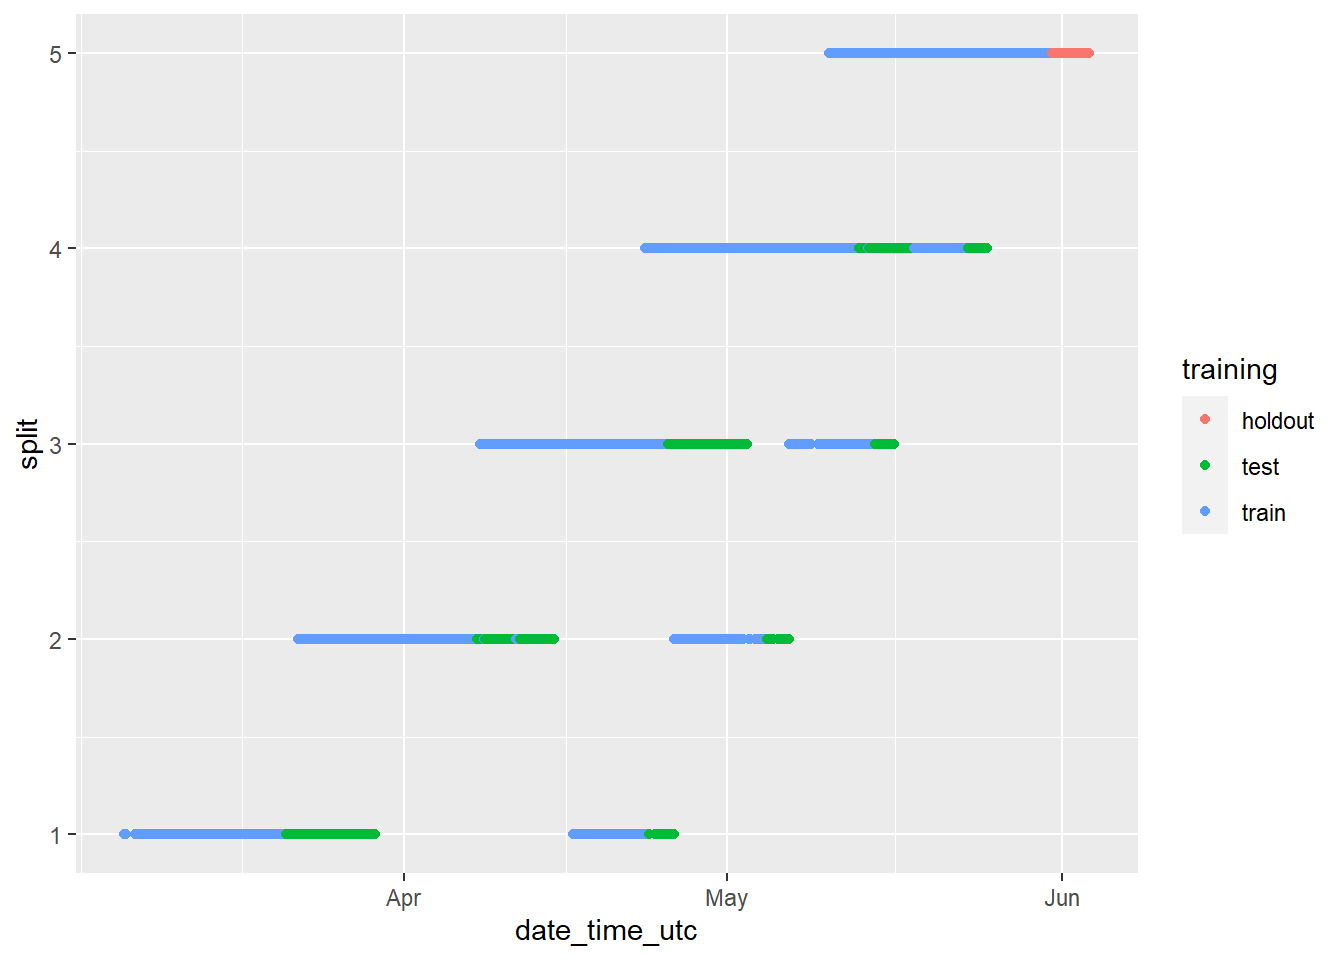 5
4
3
2
1
split
Apr
May
Jun
date_time_utc
training
holdout
test
train